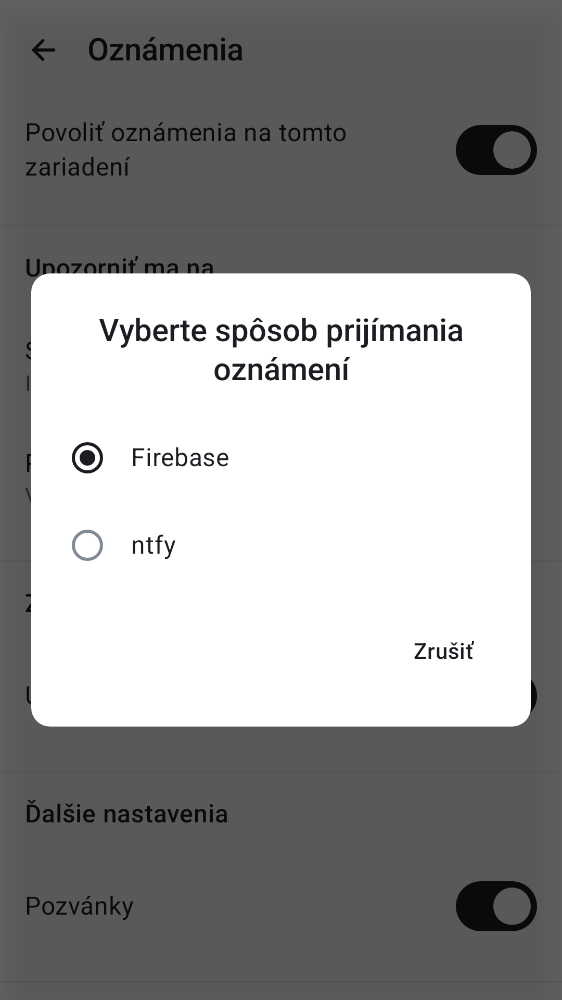 Oznámenia
Povoliť oznámenia na tomto
zariadení
Upozorniť ma na
Vyberte spôsob prijímania
oznámení
Firebase
ntfy
Zrušiť
Ďalšie nastavenia
Pozvánky